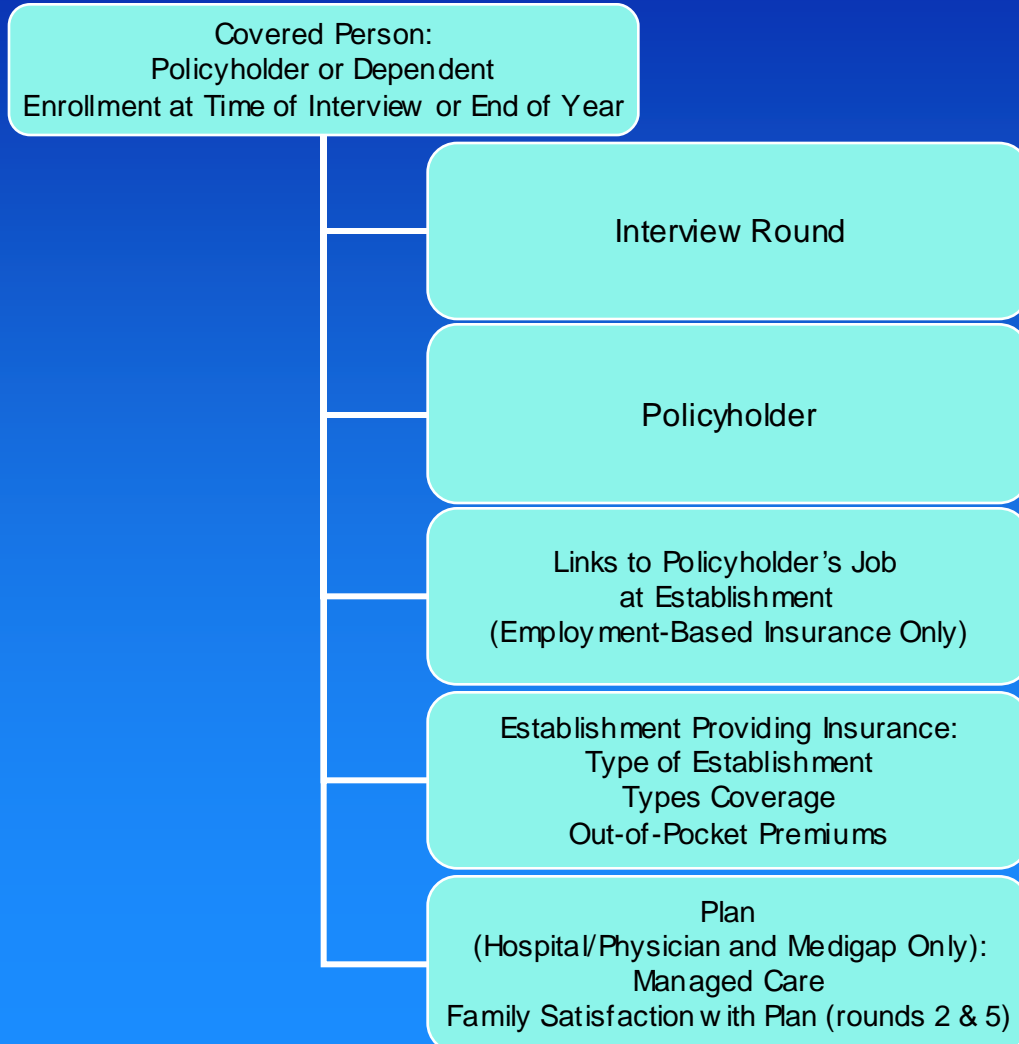 Covered Person:
Policyholder or Dependent
Enrollment at Time of Interview or End of Year
Interview Round
Policyholder
Links to Policyholder's Job
at Establishment
(Employment-Based Insurance Only)
Establishment Providing Insurance:
Type of Establishment
Types Coverage
Out-of-Pocket Premiums
Plan
(Hospital/Physician and Medigap Only):
Managed Care
Family Satisfaction with Plan (rounds 2 & 5)